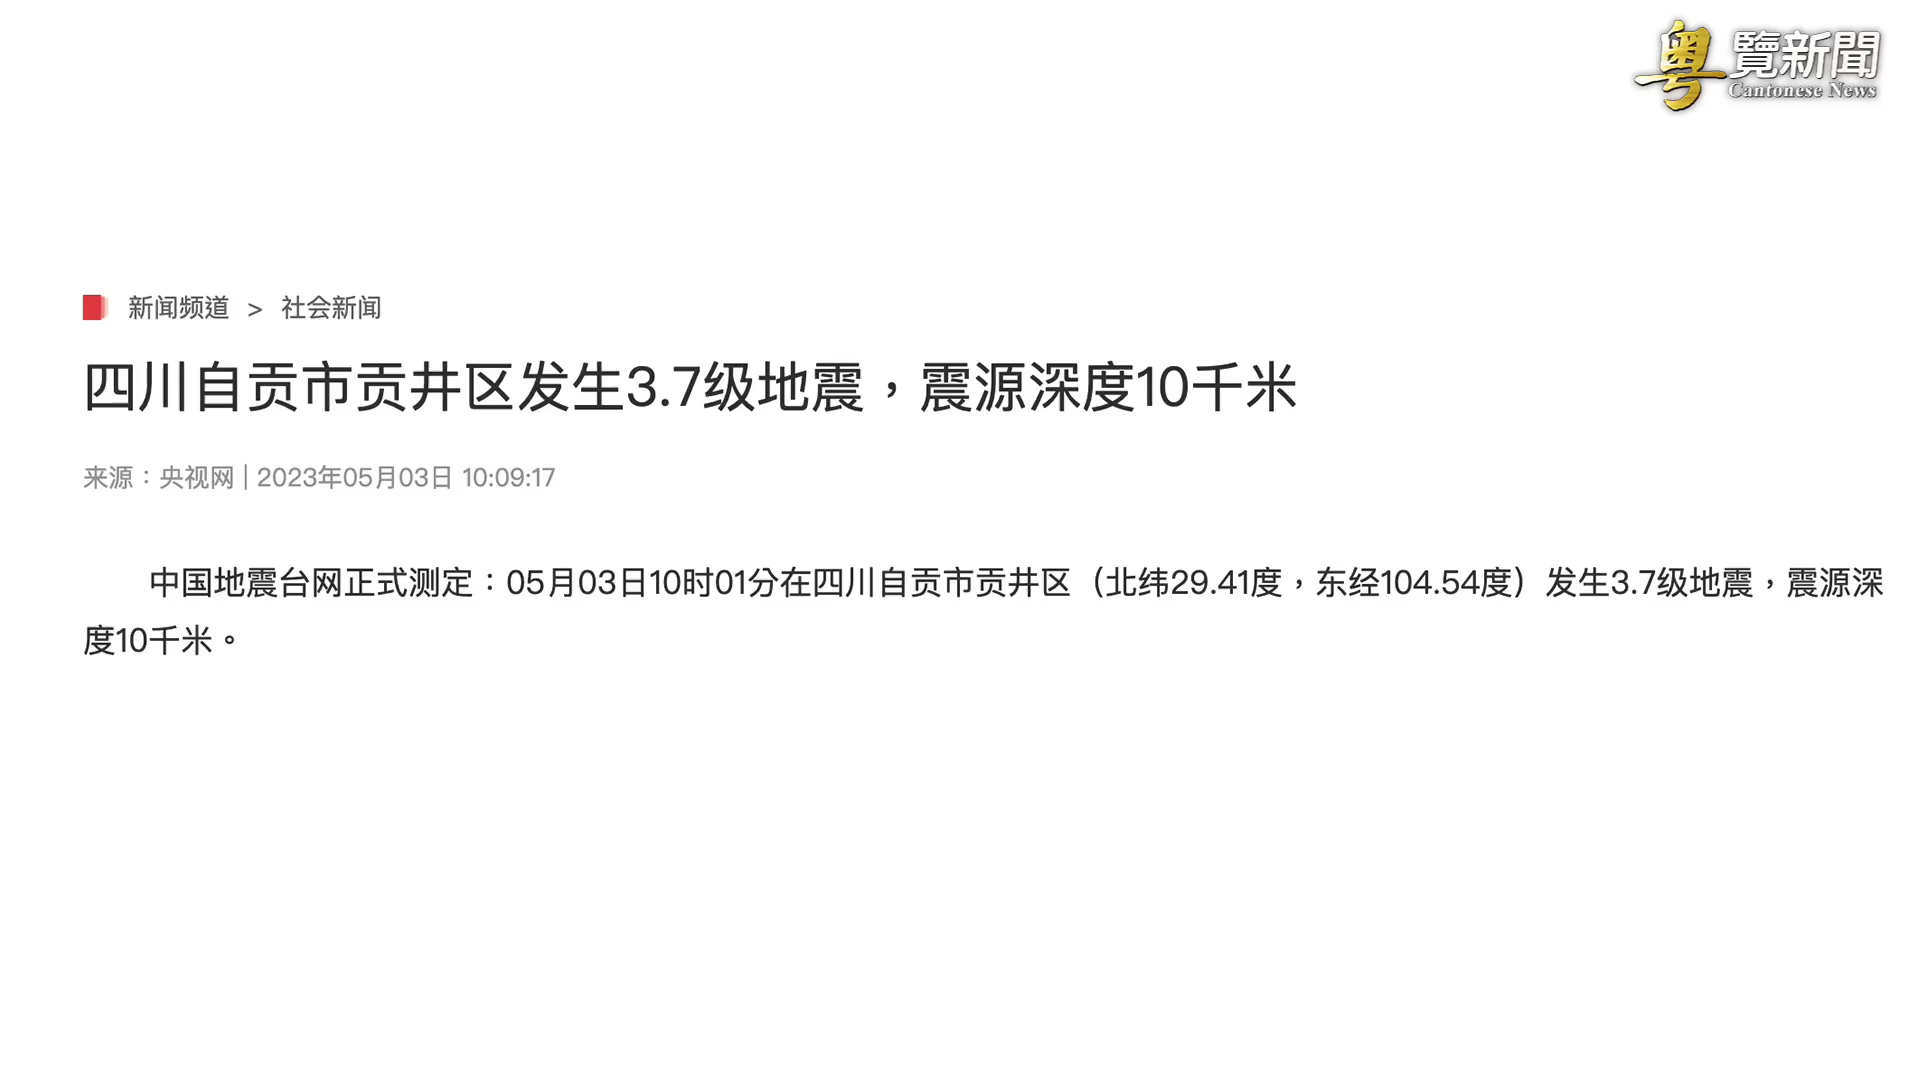 粤覽新聞
Cantonese News
新闻频道 > 社会新闻
四川自贡市贡井区发生3.7级地震，震源深度10千米
来源：央视网 | 2023年05月03日 10:09:17
中国地震台网正式测定：05月03日10时01分在四川自贡市贡井区（北纬29.41度，东经104.54度）发生3.7级地震，震源深
度10千米。